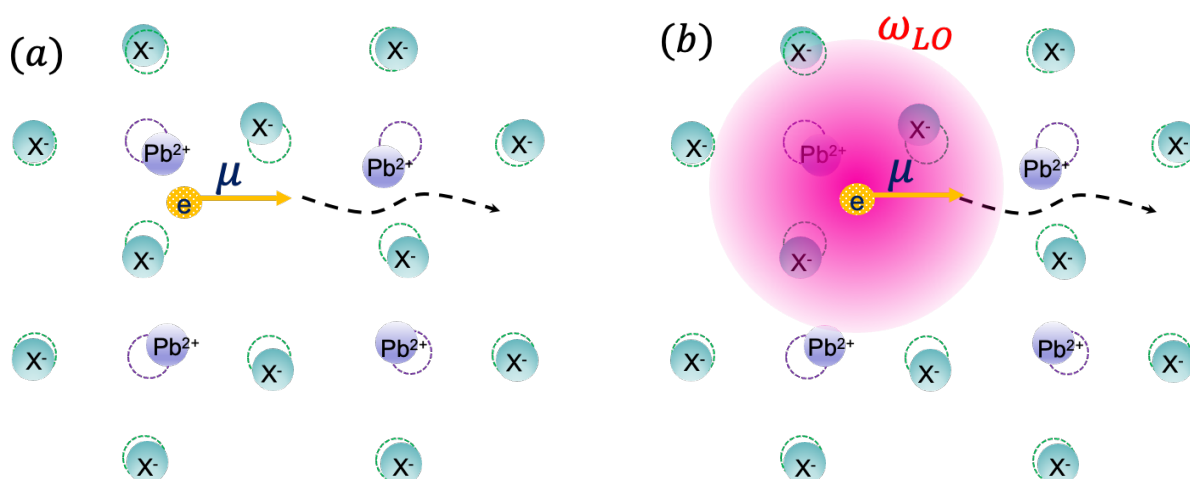 (a)
X-
X-
X-
X-
X-
Pb2+
Pb2+
μ
e
X-
X-
X-
Pb2+
X-
Pb2+
X-
X-
X-
(b)
ωLO
X-
X-
X-
X-
X-
Pb2+
Pb2+
μ
e
X-
X-
X-
Pb2+
X-
Pb2+
X-
X-
X-